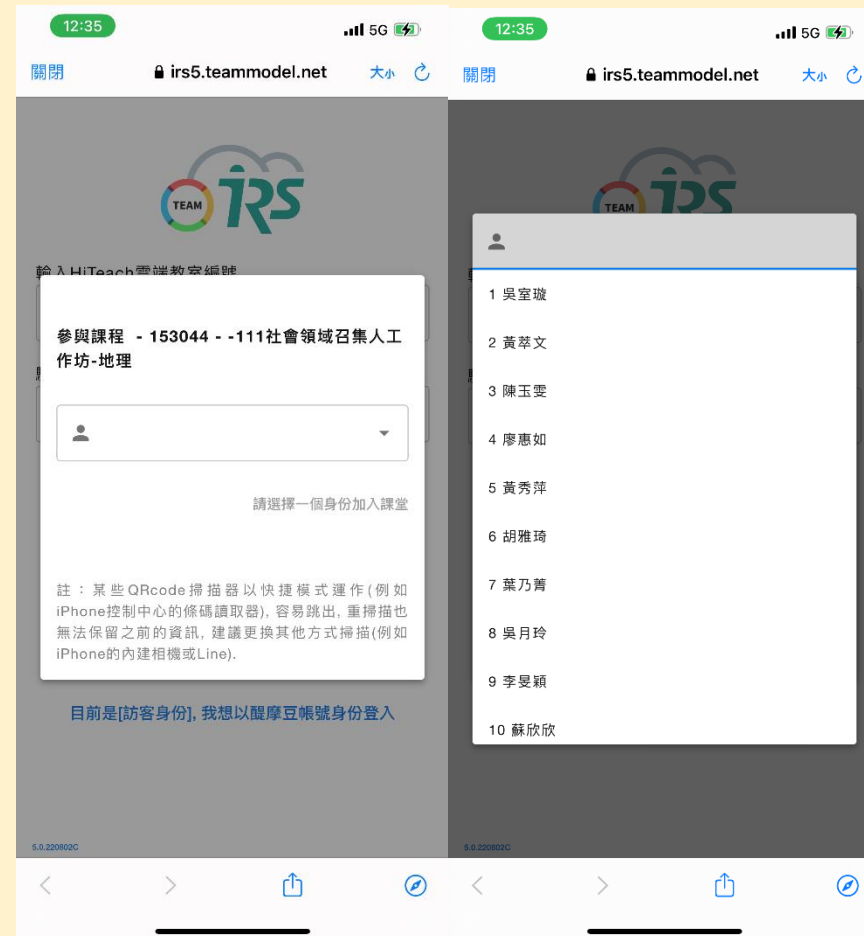 12:35
5G
關閉
irs5.teammodel.net
大小
TEAM
IRS
輸入HiTeach雲端教室編號
參與課程 - 153044 - -111社會領域召集人工
作坊-地理
請選擇一個身份加入課堂
註：某些QRcode掃描器以快捷模式運作(例如
iPhone控制中心的條碼讀取器), 容易跳出, 重掃描也
無法保留之前的資訊, 建議更換其他方式掃描(例如
iPhone的內建相機或Line).
目前是[訪客身份], 我想以醍摩豆帳號身份登入
5.0.220802C
12:35
5G
關閉
irs5.teammodel.net
大小
TEAM
IRS
1 吳室璇
2 黃萃文
3 陳玉雯
4 廖惠如
5 黃秀萍
6 胡雅琦
7 葉乃菁
8 吳月玲
9 李旻穎
10 蘇欣欣
5.0.220802C